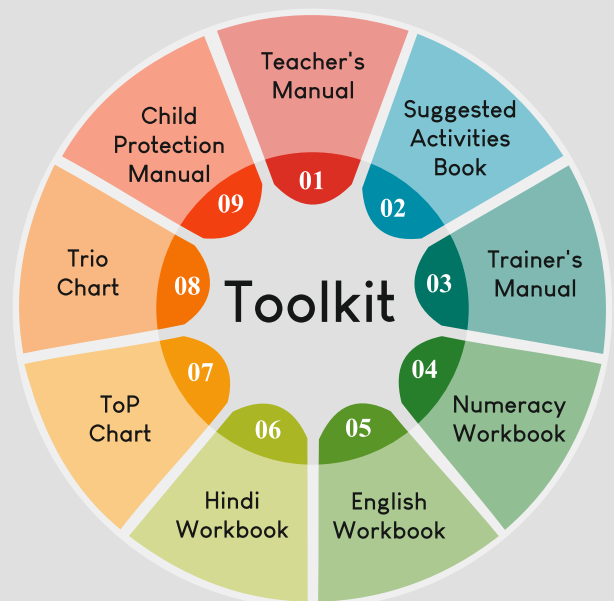 Toolkit
01
Teacher's
Manual
02
Suggested
Activities
Book
03
Trainer's
Manual
04
Numeracy
Workbook
05
English
Workbook
06
Hindi
Workbook
07
ToP
Chart
08
Trio
Chart
09
Child
Protection
Manual